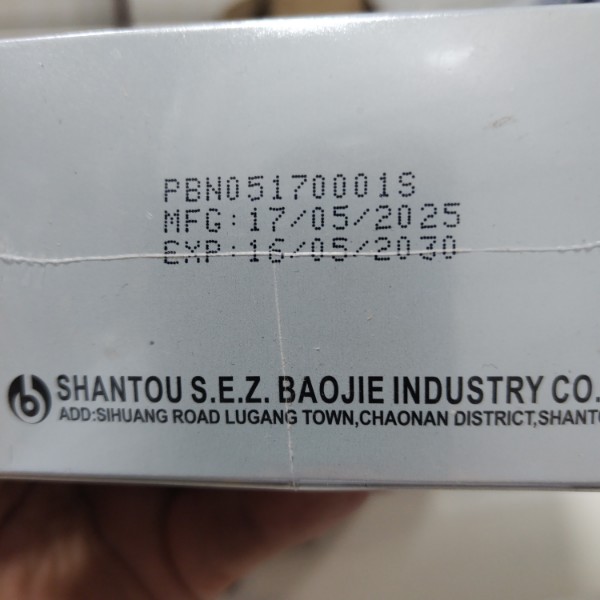 PBN05170001S
MFG:17/05/2025
EXP:16/05/2030
SHANTOU S.E.Z. BAOJIE INDUSTRY CO.
ADD:SIHUANG ROAD LUGANG TOWN,CHAONAN DISTRICT,